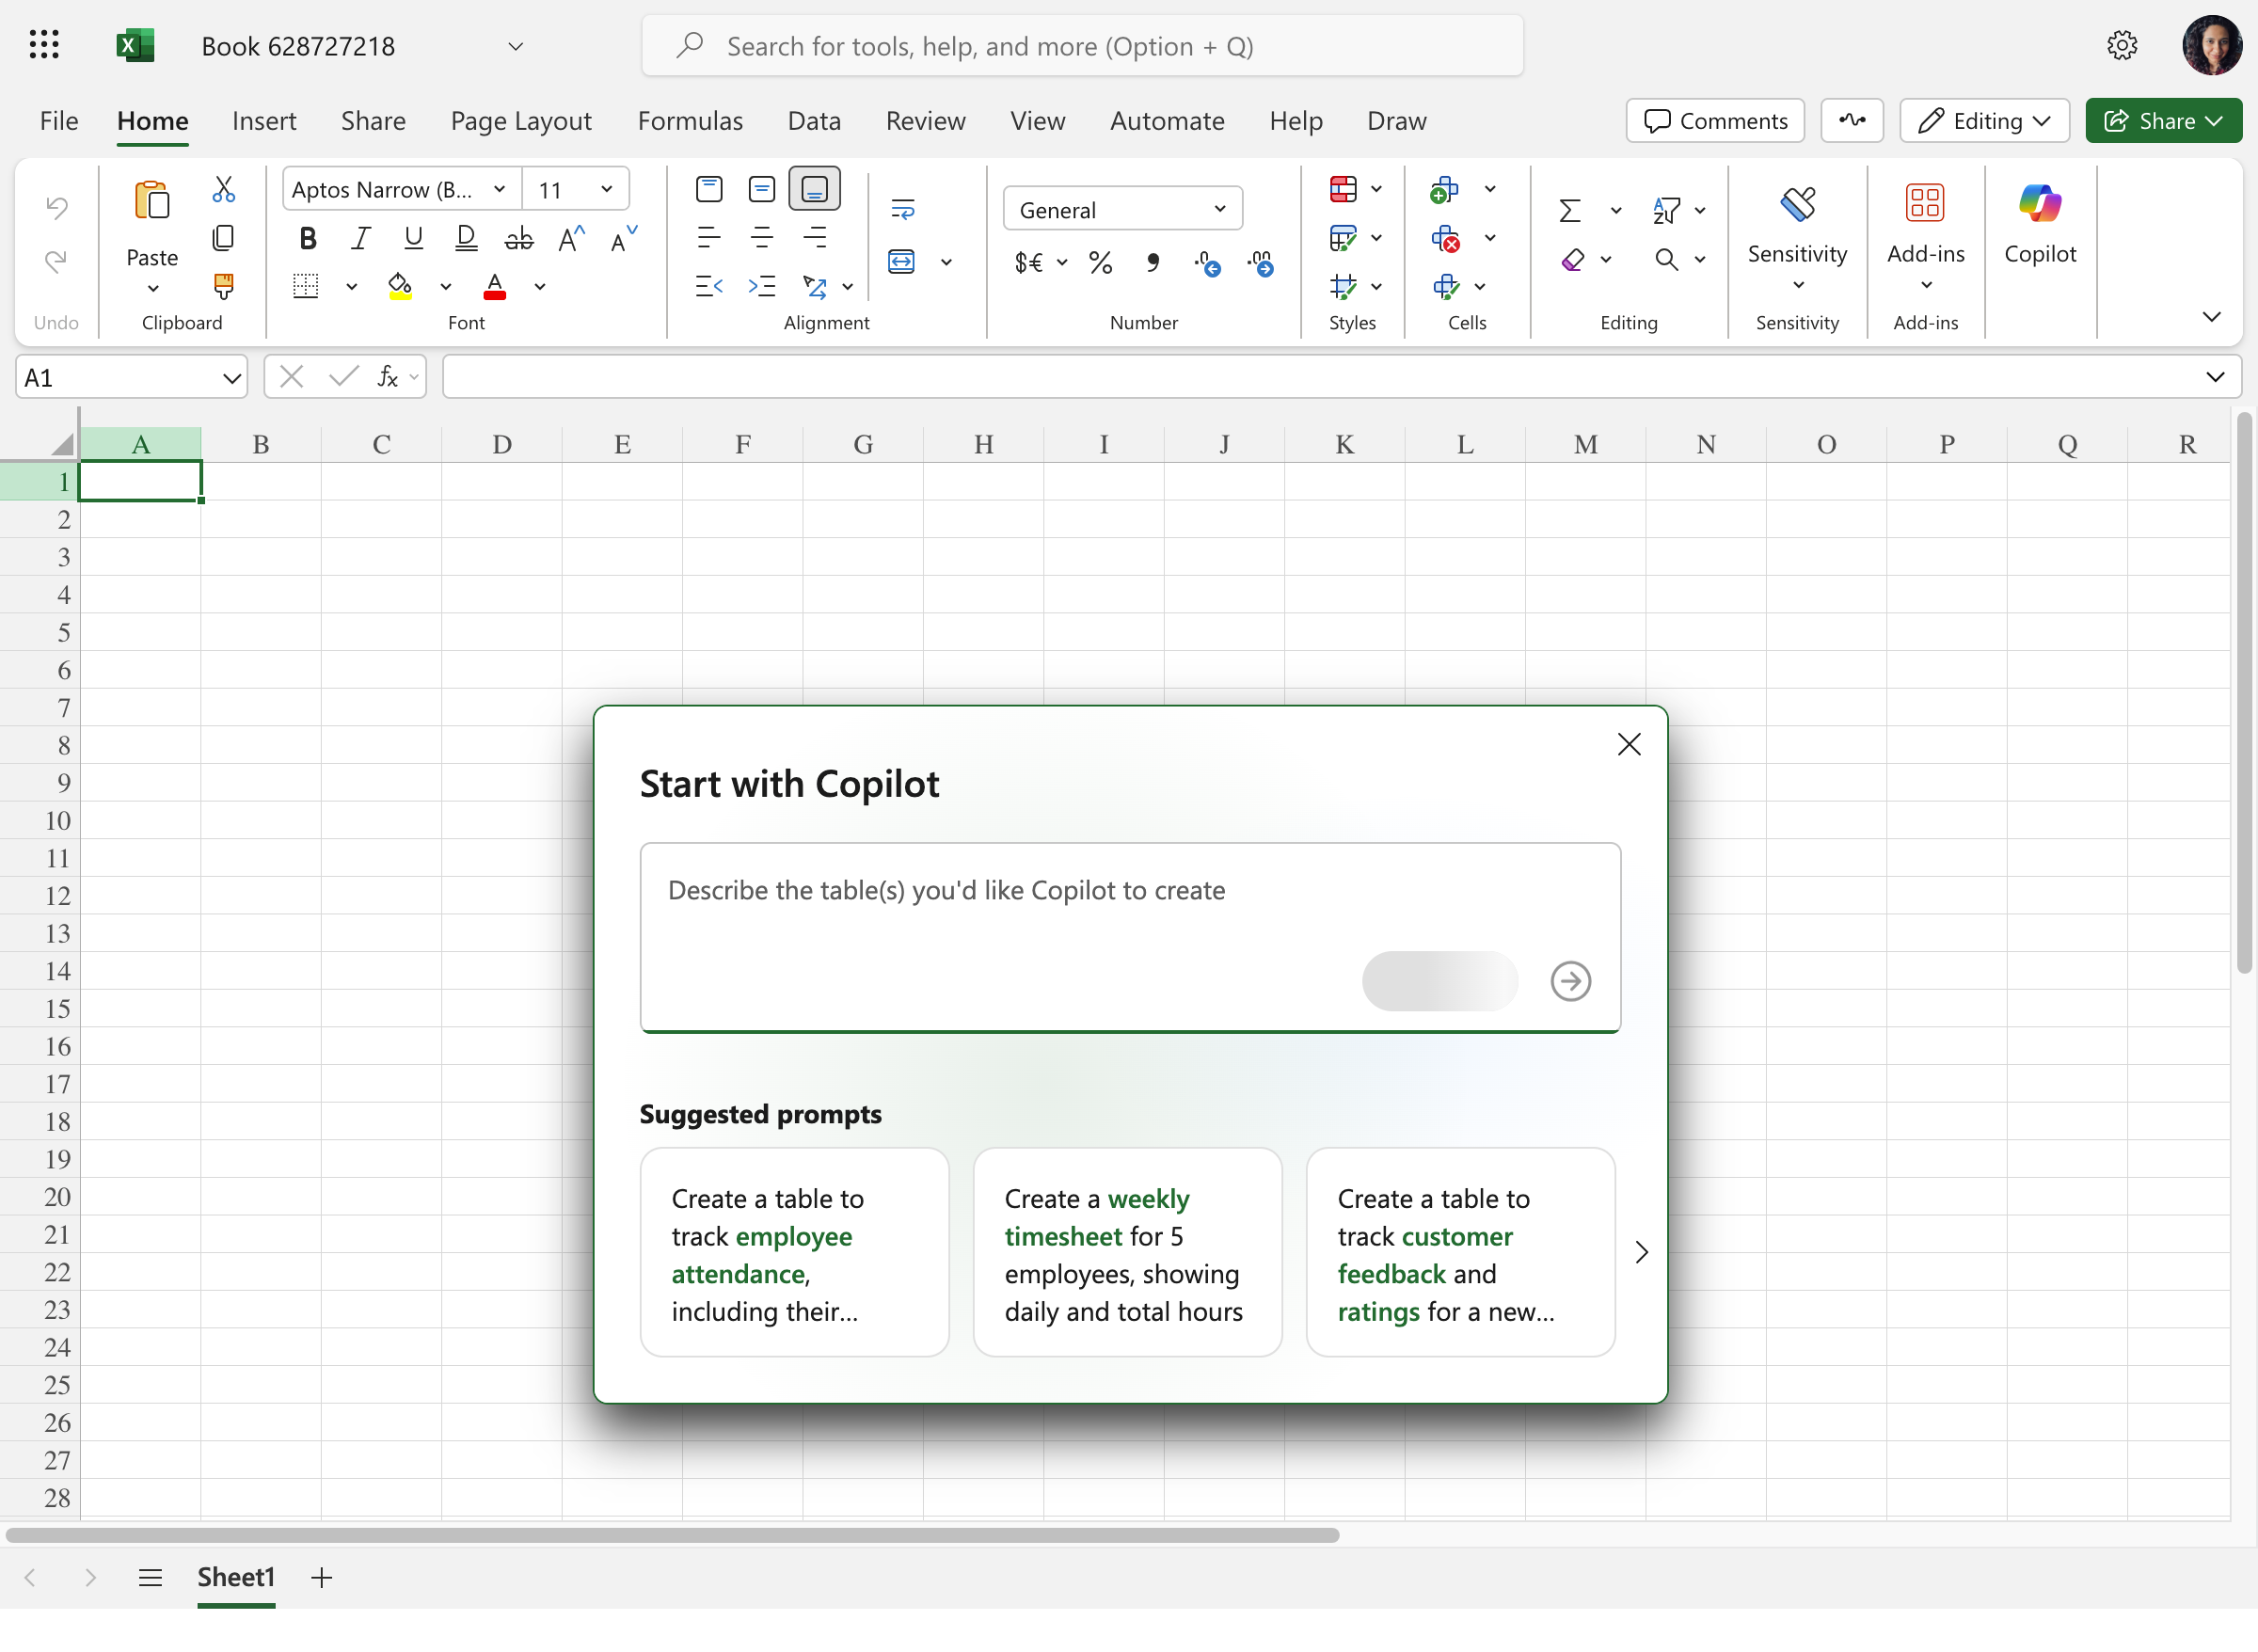 Book 628727218
Search for tools, help, and more (Option + Q)
File Home Insert Share Page Layout Formulas Data Review View Automate Help Draw
Comments Editing Share
Aptos Narrow (B... 11
General
Paste
Sensitivity Add-ins Copilot
Undo Clipboard Font Alignment Number Styles Cells Editing Sensitivity Add-ins
A1 fx
A B C D E F G H I J K L M N O P Q R
1
2
3
4
5
6
7
8
9
10
11
12
13
14
15
16
17
18
19
20
21
22
23
24
25
26
27
28
Start with Copilot
Describe the table(s) you'd like Copilot to create
Suggested prompts
Create a table to
track employee
attendance,
including their...
Create a weekly
timesheet for 5
employees, showing
daily and total hours
Create a table to
track customer
feedback and
ratings for a new...
Sheet1